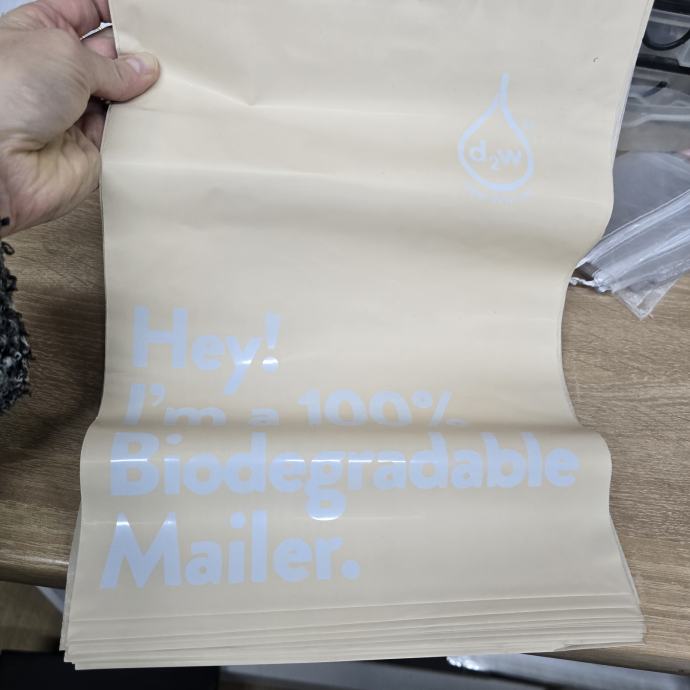 d2w
Hey!
I'm a 100%
Biodegradable
Mailer.